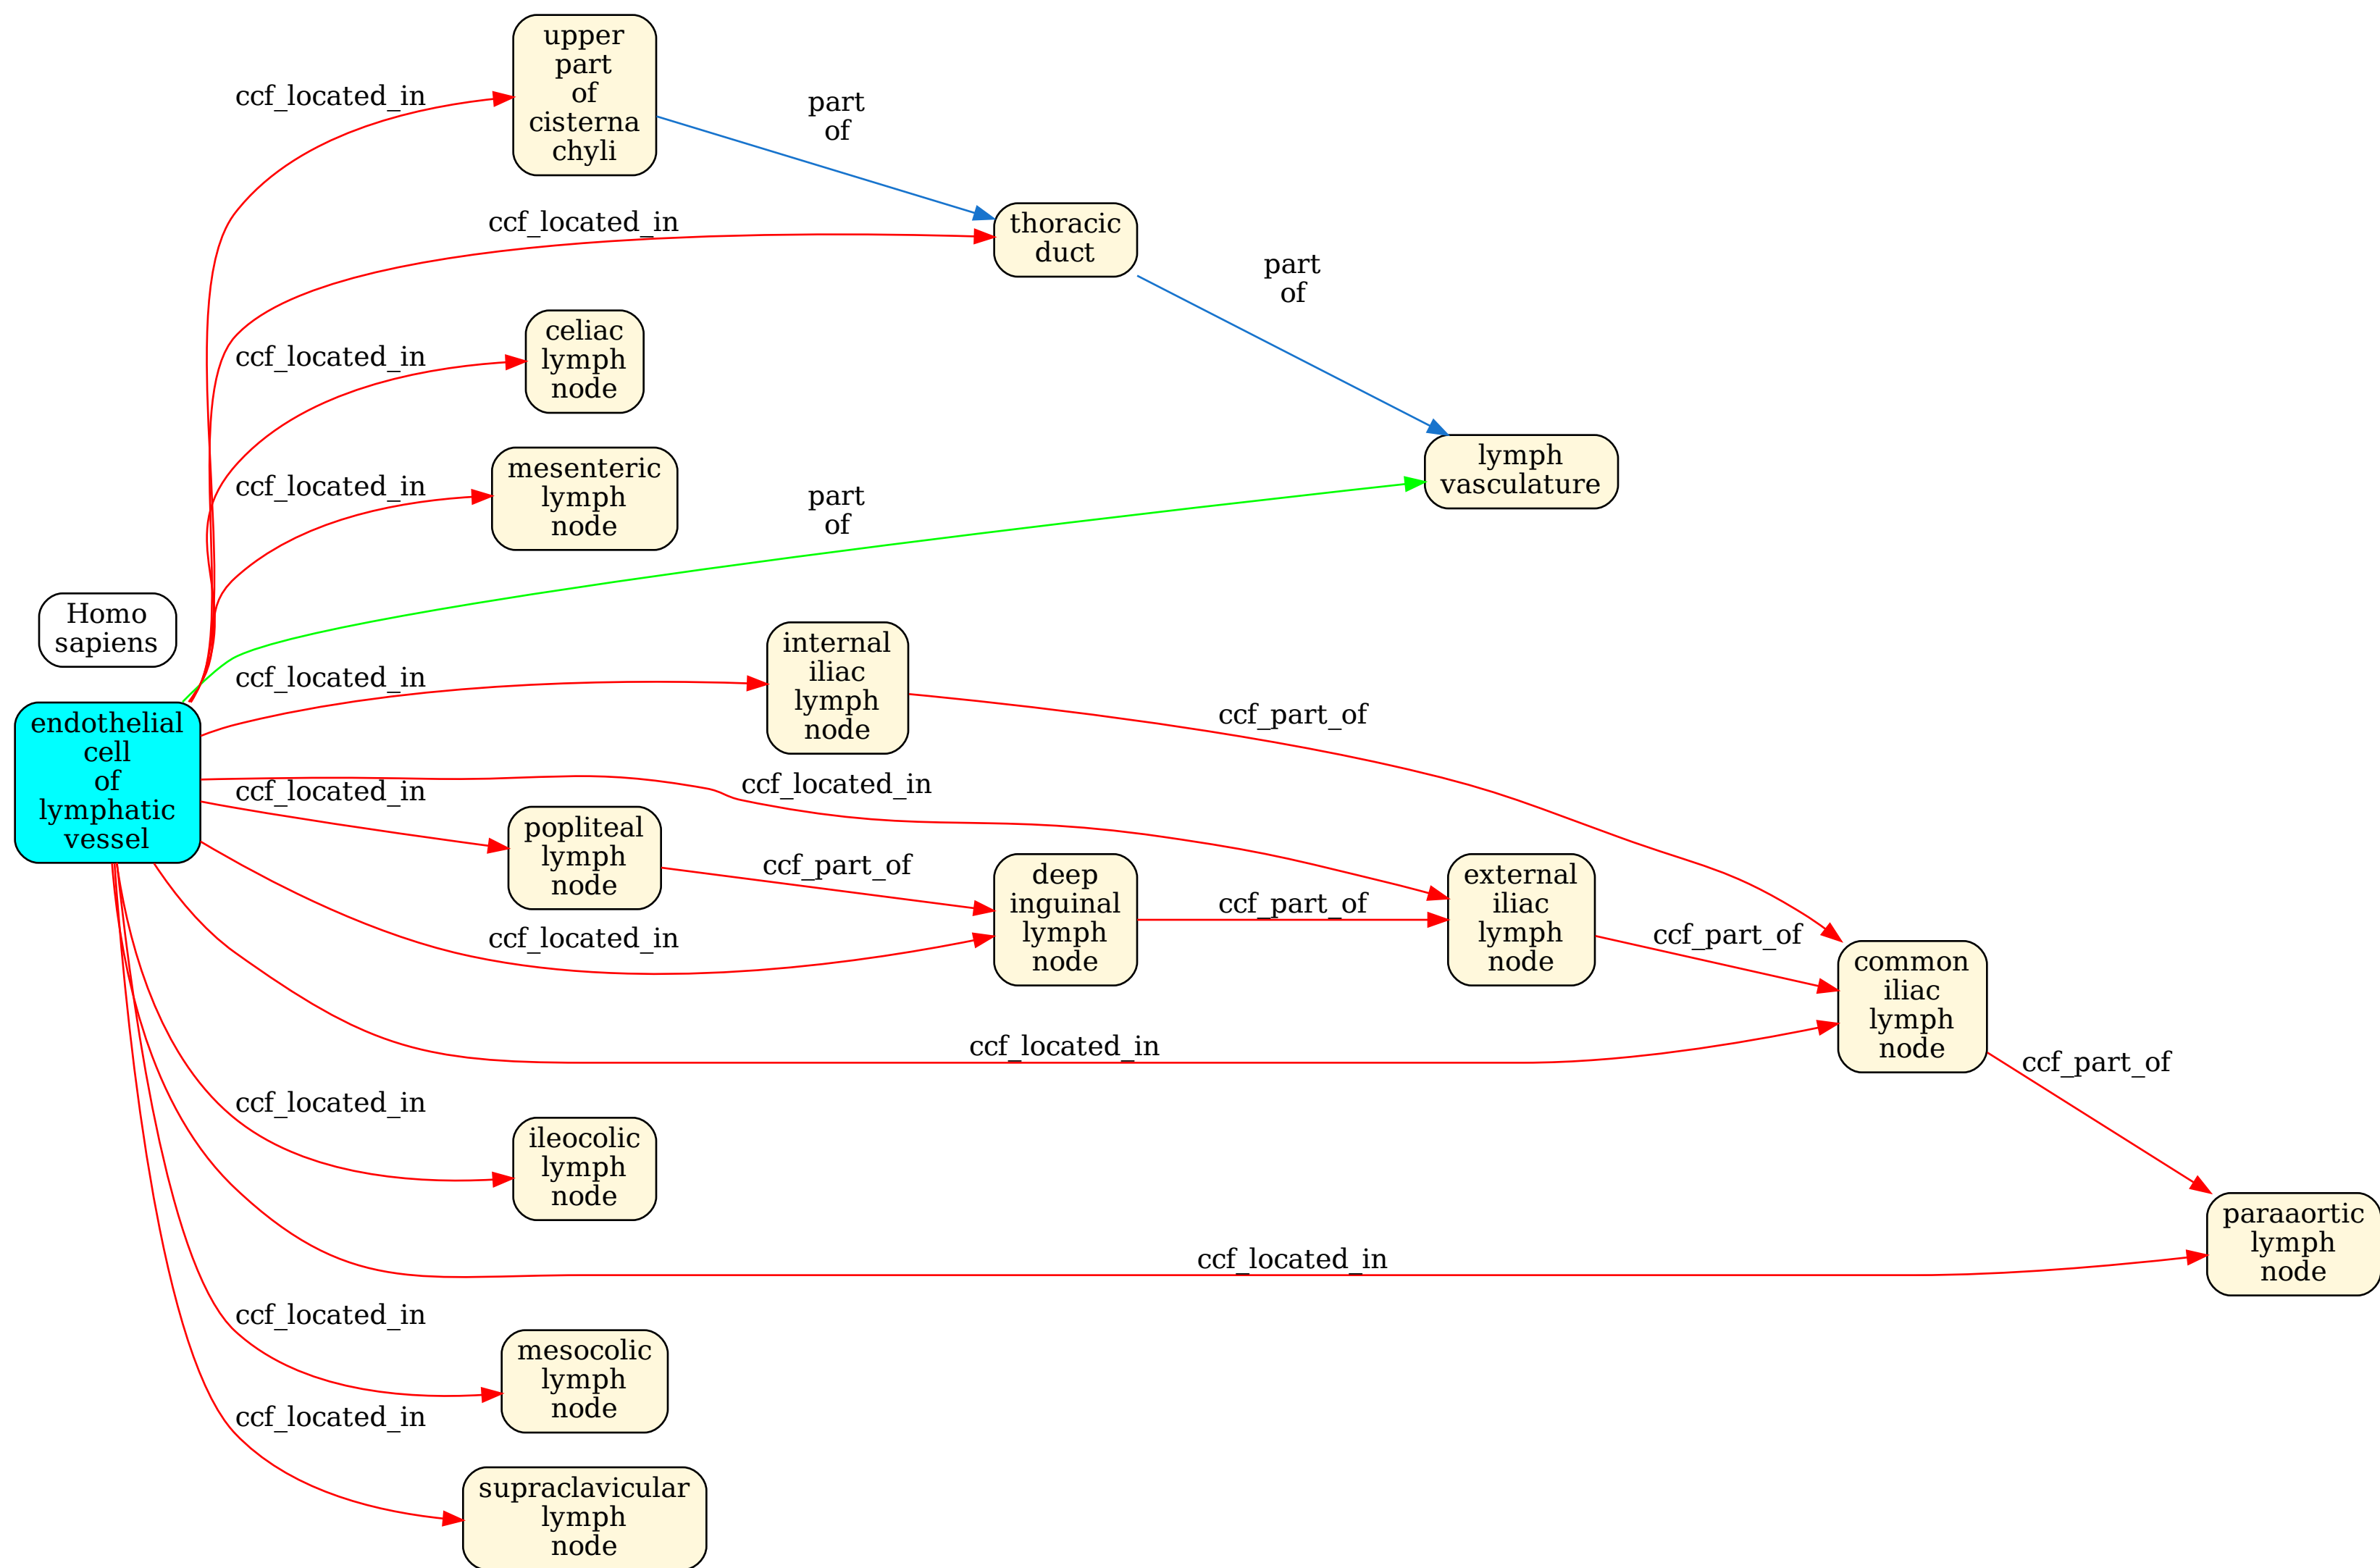 upper
part
of
cisterna
chyli
ccf_located_in
part
of
thoracic
duct
ccf_located_in
part
of
celiac
lymph
node
ccf_located_in
mesenteric
lymph
node
ccf_located_in
lymph
vasculature
part
of
Homo
sapiens
internal
iliac
lymph
node
ccf_located_in
ccf_part_of
endothelial
cell
of
lymphatic
vessel
ccf_located_in
ccf_located_in
popliteal
lymph
node
ccf_part_of
deep
inguinal
lymph
node
ccf_part_of
external
iliac
lymph
node
ccf_part_of
ccf_located_in
common
iliac
lymph
node
ccf_located_in
ccf_part_of
ccf_located_in
ileocolic
lymph
node
paraaortic
lymph
node
ccf_located_in
ccf_located_in
mesocolic
lymph
node
ccf_located_in
supraclavicular
lymph
node